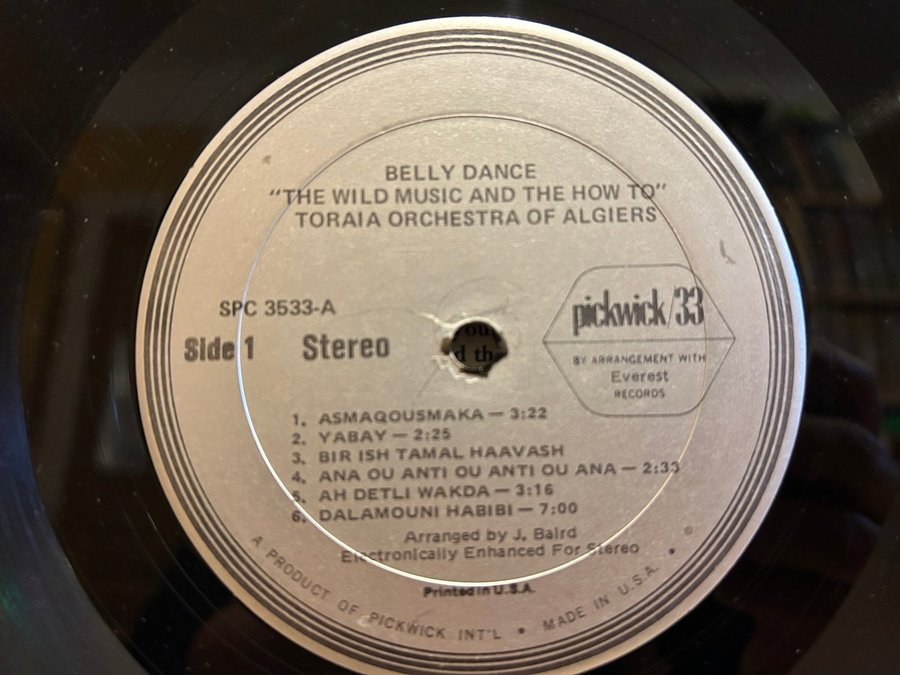 BELLY DANCE
"THE WILD MUSIC AND THE HOW TO"
TORAIA ORCHESTRA OF ALGIERS
SPC 3533-A
Side 1 Stereo
pickwick/33
BY ARRANGEMENT WITH
Everest
RECORDS
d th
1. ASMAQOUSMAKA — 3:22
2. YABAY — 2:25
3. BIR ISH TAMAL HAAVASH
4. ANA OU ANTI OU ANTI OU ANA — 2:33
5. AH DETLI WAKDA — 3:16
6. DALAMOUNI HABIBI — 7:00
Arranged by J. Baird
Electronically Enhanced For Stereo
Printed in U.S.A.
A PRODUCT OF PICKWICK INT'L • MADE IN U.S.A. •